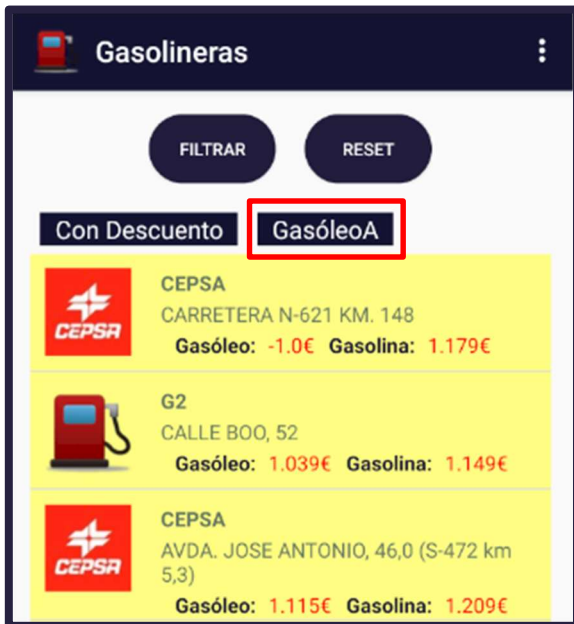 Gasolineras
FILTRAR RESET
Con Descuento GasóleoA
CEPSA
CEPSA
CARRETERA N-621 KM. 148
Gasóleo: -1.0€ Gasolina: 1.179€
G2
CALLE BOO, 52
Gasóleo: 1.039€ Gasolina: 1.149€
CEPSA
CEPSA
AVDA. JOSE ANTONIO, 46,0 (S-472 km
5,3)
Gasóleo: 1.115€ Gasolina: 1.209€